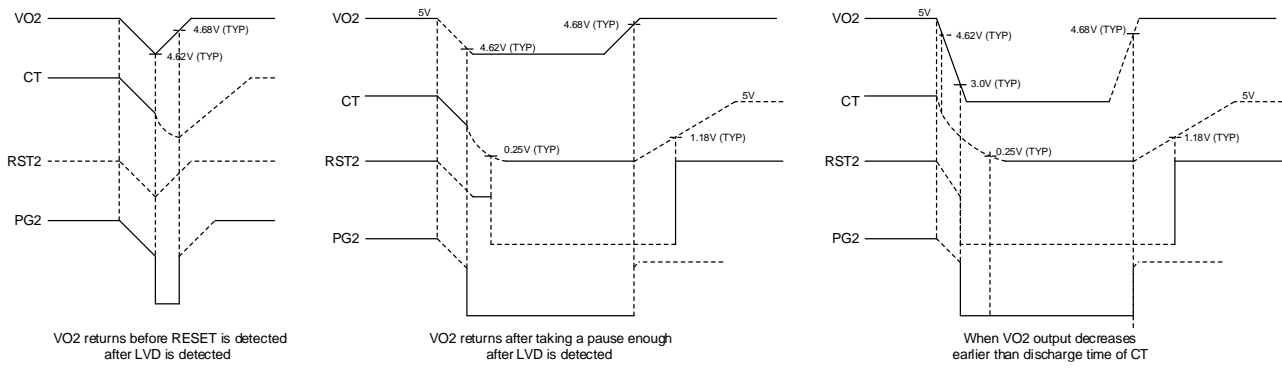 VO2
4.68V (TYP)
4.62V (TYP)
CT
RST2
PG2
VO2 returns before RESET is detected
after LVD is detected
VO2
5V
4.68V (TYP)
4.62V (TYP)
CT
5V
1.18V (TYP)
RST2
0.25V (TYP)
PG2
VO2 returns after taking a pause enough
after LVD is detected
VO2
5V
4.62V (TYP)
4.68V (TYP)
3.0V (TYP)
CT
5V
1.18V (TYP)
RST2
0.25V (TYP)
PG2
When VO2 output decreases
earlier than discharge time of CT